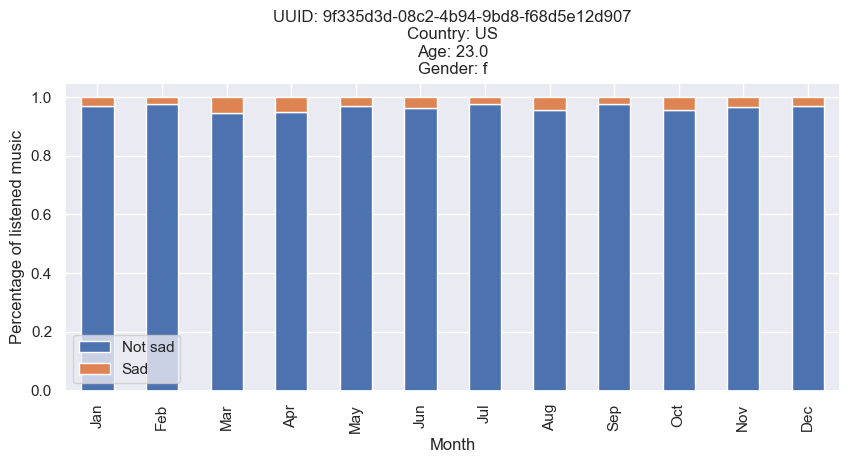 UUID: 9f335d3d-08c2-4b94-9bd8-f68d5e12d907
Country: US
Age: 23.0
Gender: f
Percentage of listened music
1.0
0.8
0.6
0.4
0.2
0.0
Not sad
Sad
Jan
Feb
Mar
Apr
May
Jun
Jul
Aug
Sep
Oct
Nov
Dec
Month